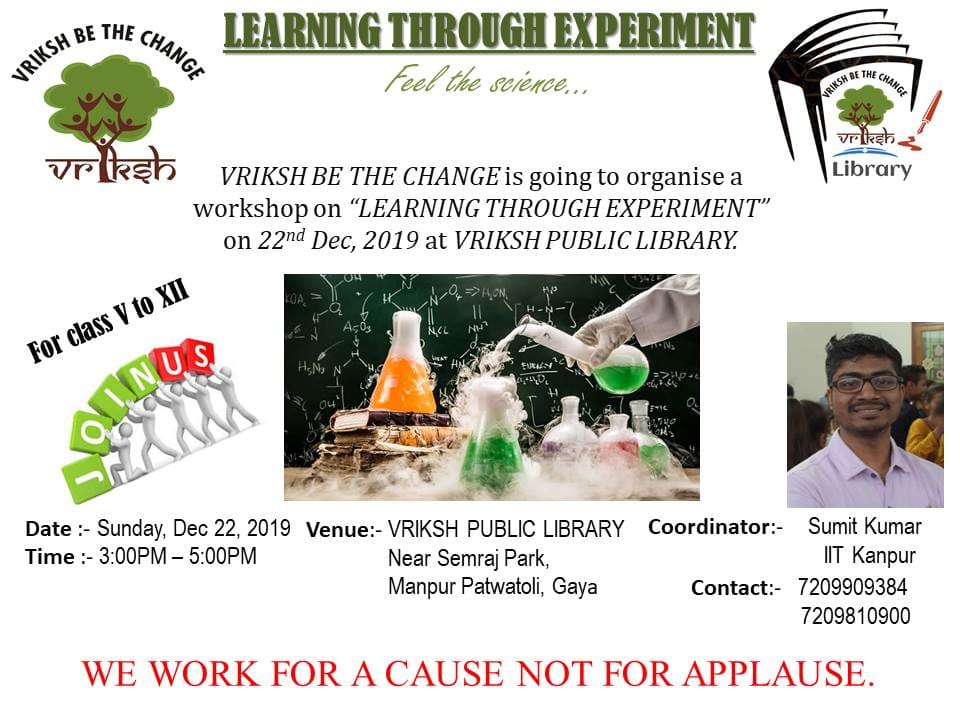 VRIKSH BE THE CHANGE
vriksh
LEARNING THROUGH EXPERIMENT
Feel the science...
VRIKSH BE THE CHANGE
vriksh
Library
VRIKSH BE THE CHANGE is going to organise a
workshop on “LEARNING THROUGH EXPERIMENT”
on 22nd Dec, 2019 at VRIKSH PUBLIC LIBRARY.
For class V to XII
JOIN US
Date :- Sunday, Dec 22, 2019
Time :- 3:00PM – 5:00PM
Venue:- VRIKSH PUBLIC LIBRARY
Near Semraj Park,
Manpur Patwatoli, Gaya
Coordinator:- Sumit Kumar
IIT Kanpur
Contact:- 7209909384
7209810900
WE WORK FOR A CAUSE NOT FOR APPLAUSE.